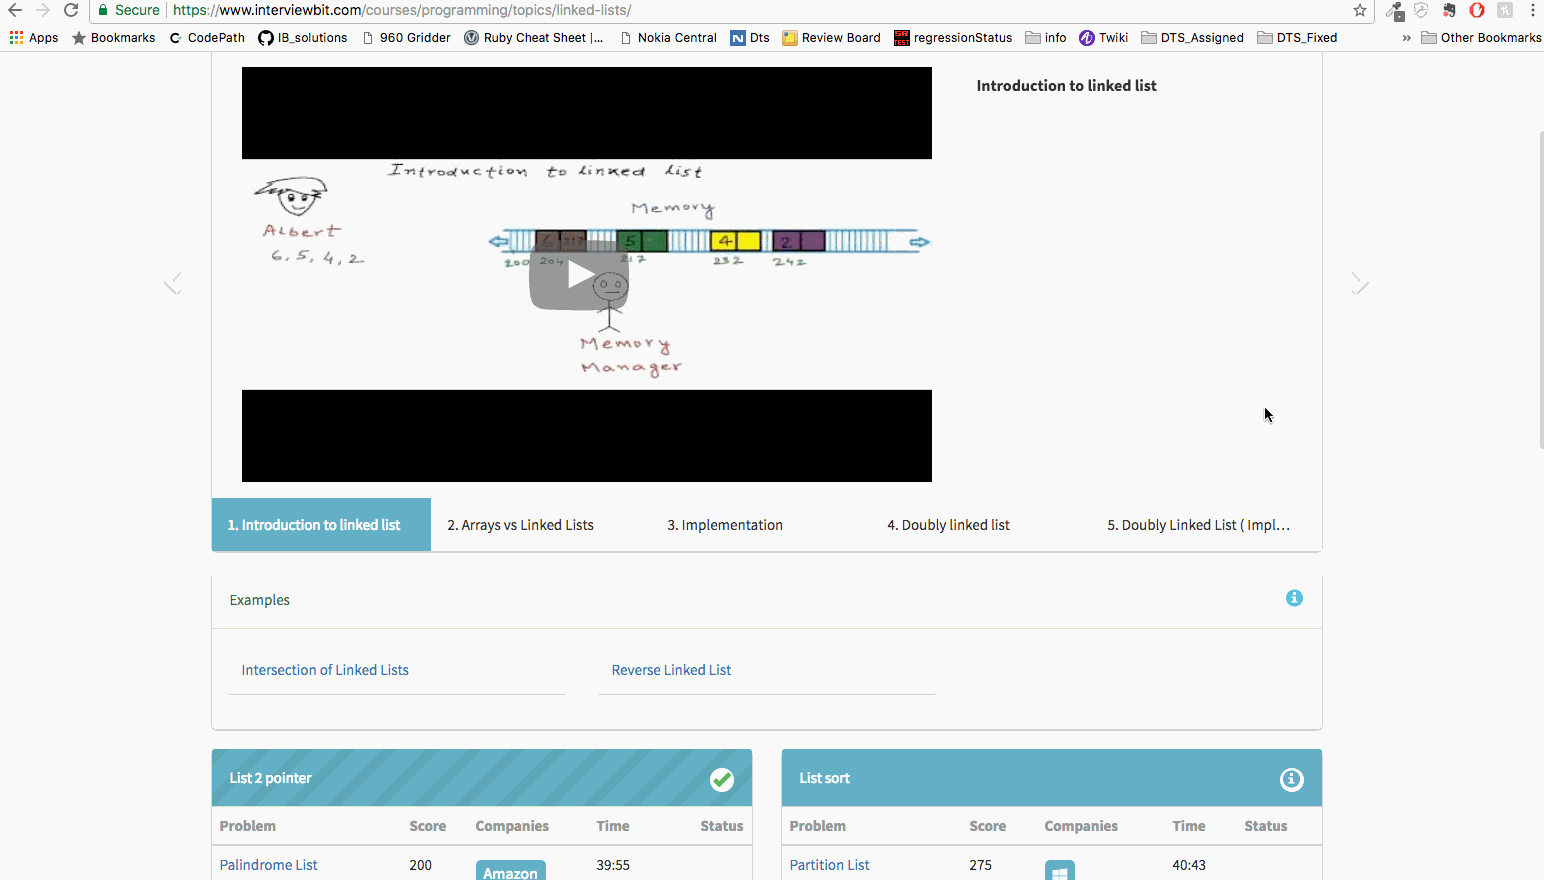 Secure https://www.interviewbit.com/courses/programming/topics/linked-lists/
Apps Bookmarks CodePath IB_solutions 960 Gridder Ruby Cheat Sheet |... Nokia Central Dts Review Board regressionStatus info Twiki DTS_Assigned DTS_Fixed » Other Bookmarks
Introduction to linked list
Introduction to linked list
Albert
6, 5, 4, 2
Memory
6 217 5 4 2
200 204 217 232 242
Memory
Manager
1. Introduction to linked list 2. Arrays vs Linked Lists 3. Implementation 4. Doubly linked list 5. Doubly Linked List ( Impl...
Examples
Intersection of Linked Lists Reverse Linked List
List 2 pointer
Problem Score Companies Time Status
Palindrome List 200 Amazon 39:55
List sort
Problem Score Companies Time Status
Partition List 275 40:43